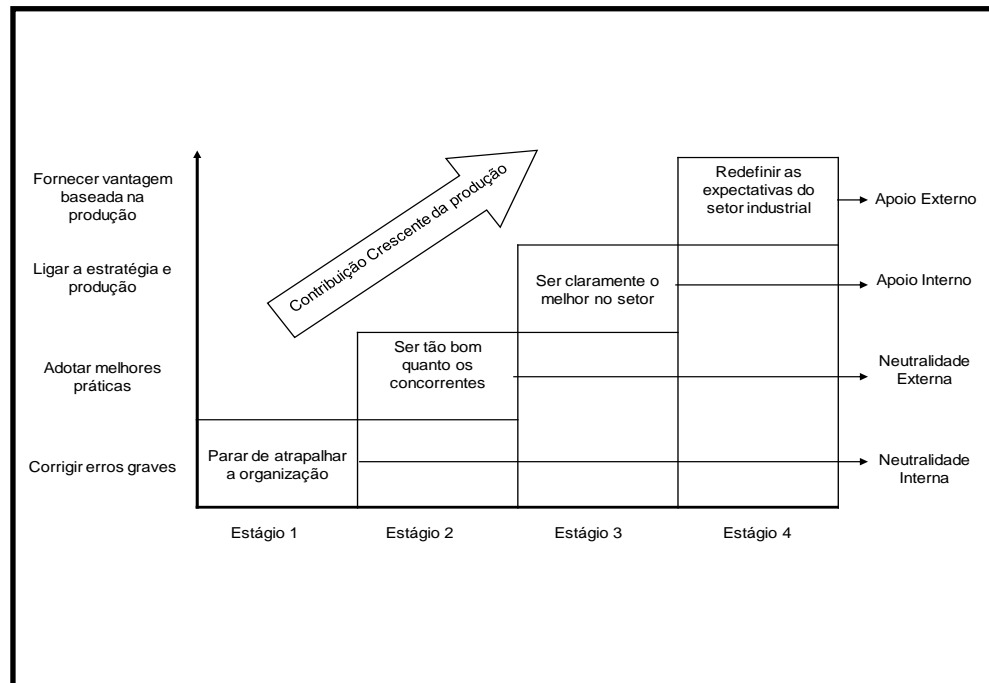 Fornecer vantagem
baseada na
produção
Ligar a estratégia e
produção
Adotar melhores
práticas
Corrigir erros graves
Contribuição Crescente da produção
Redefinir as
expectativas do
setor industrial
Ser claramente o
melhor no setor
Ser tão bom
quanto os
concorrentes
Parar de atrapalhar
a organização
Apoio Externo
Apoio Interno
Neutralidade
Externa
Neutralidade
Interna
Estágio 1
Estágio 2
Estágio 3
Estágio 4